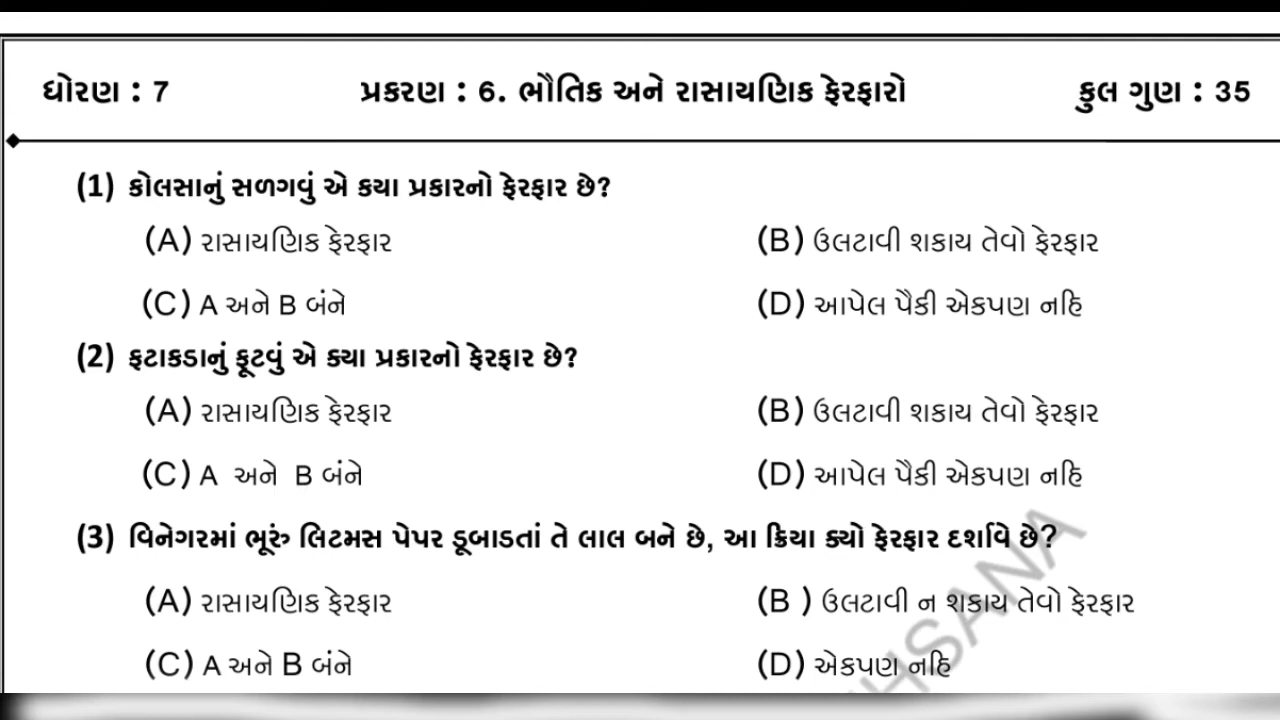 ધોરણ : 7 પ્રકરણ : 6. ભૌતિક અને રાસાયણિક ફેરફારો કુલ ગુણ : 35
(1) કોલસાનું સળગવું એ કયા પ્રકારનો ફેરફાર છે?
(A) રાસાયણિક ફેરફાર (B) ઉલટાવી શકાય તેવો ફેરફાર
(C) A અને B બંને (D) આપેલ પૈકી એકપણ નહિ
(2) ફટાકડાનું ફૂટવું એ ક્યા પ્રકારનો ફેરફાર છે?
(A) રાસાયણિક ફેરફાર (B) ઉલટાવી શકાય તેવો ફેરફાર
(C) A અને B બંને (D) આપેલ પૈકી એકપણ નહિ
(3) વિનેગરમાં ભૂરું લિટમસ પેપર ડૂબાડતાં તે લાલ બને છે, આ ક્રિયા ક્યો ફેરફાર દર્શાવે છે?
(A) રાસાયણિક ફેરફાર (B ) ઉલટાવી ન શકાય તેવો ફેરફાર
(C) A અને B બંને (D) એકપણ નહિ